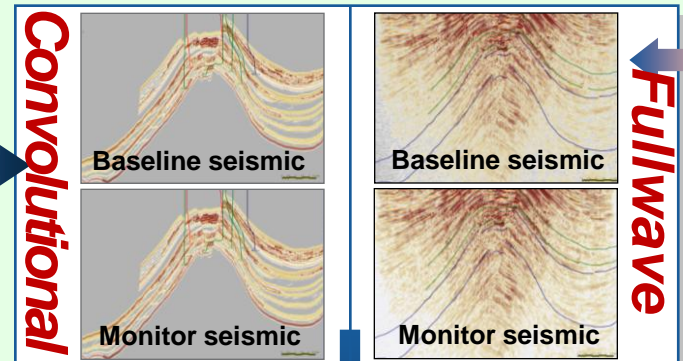 Convolutional
Baseline seismic
Monitor seismic
Baseline seismic
Monitor seismic
Fullwave